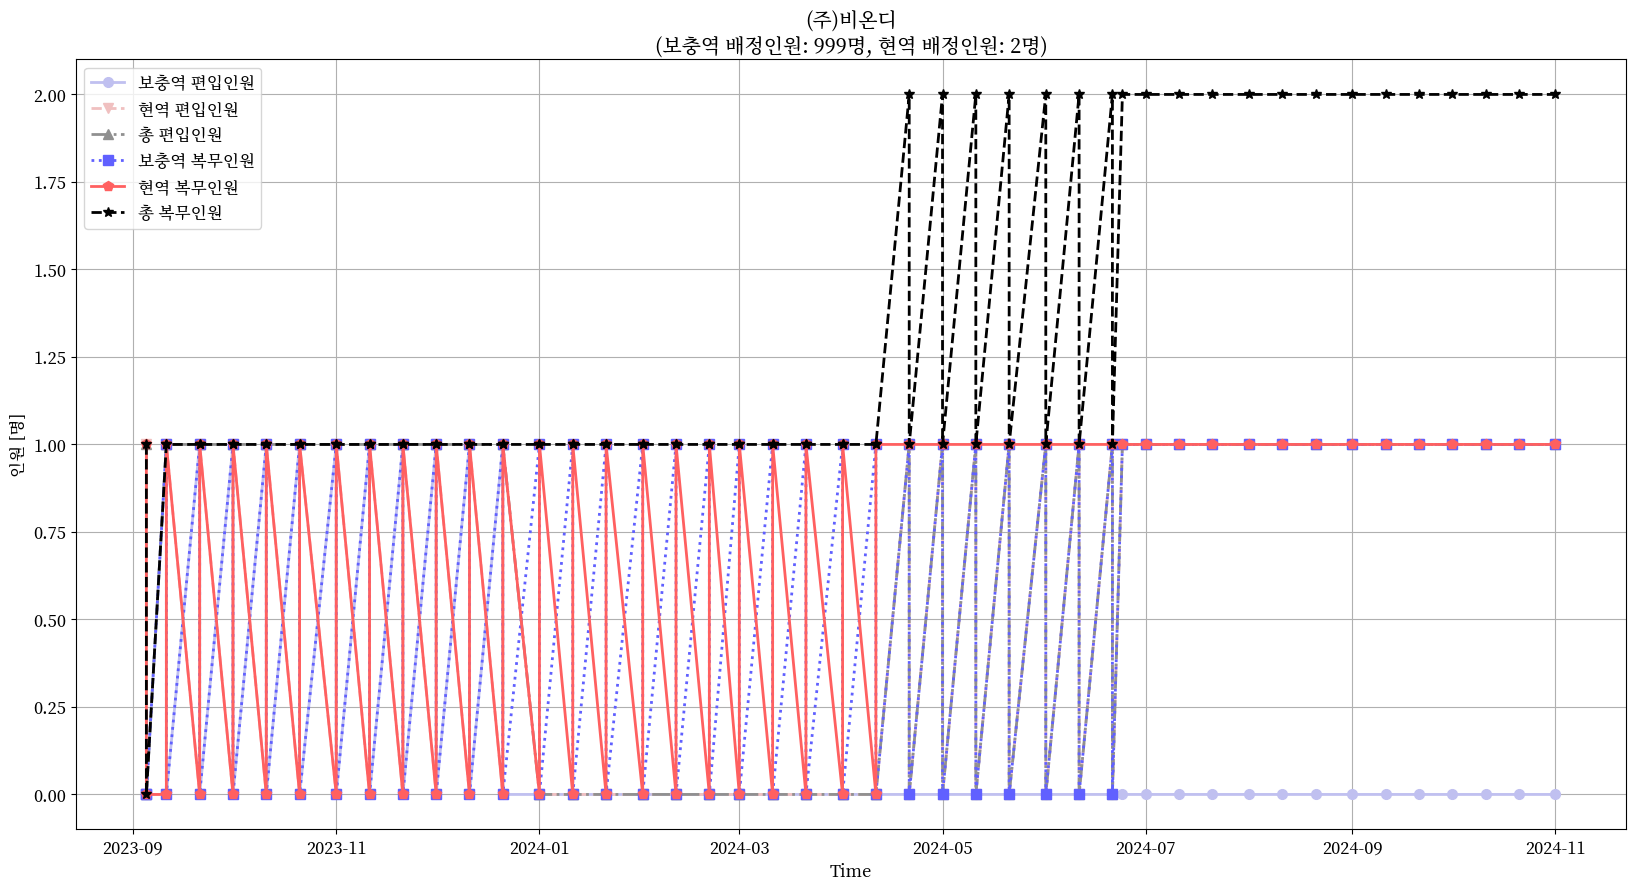 (주)비온디
(보충역 배정인원: 999명, 현역 배정인원: 2명)
보충역 편입인원
현역 편입인원
총 편입인원
보충역 복무인원
현역 복무인원
총 복무인원
인원 [명]
2.00
1.75
1.50
1.25
1.00
0.75
0.50
0.25
0.00
2023-09
2023-11
2024-01
2024-03
2024-05
2024-07
2024-09
2024-11
Time